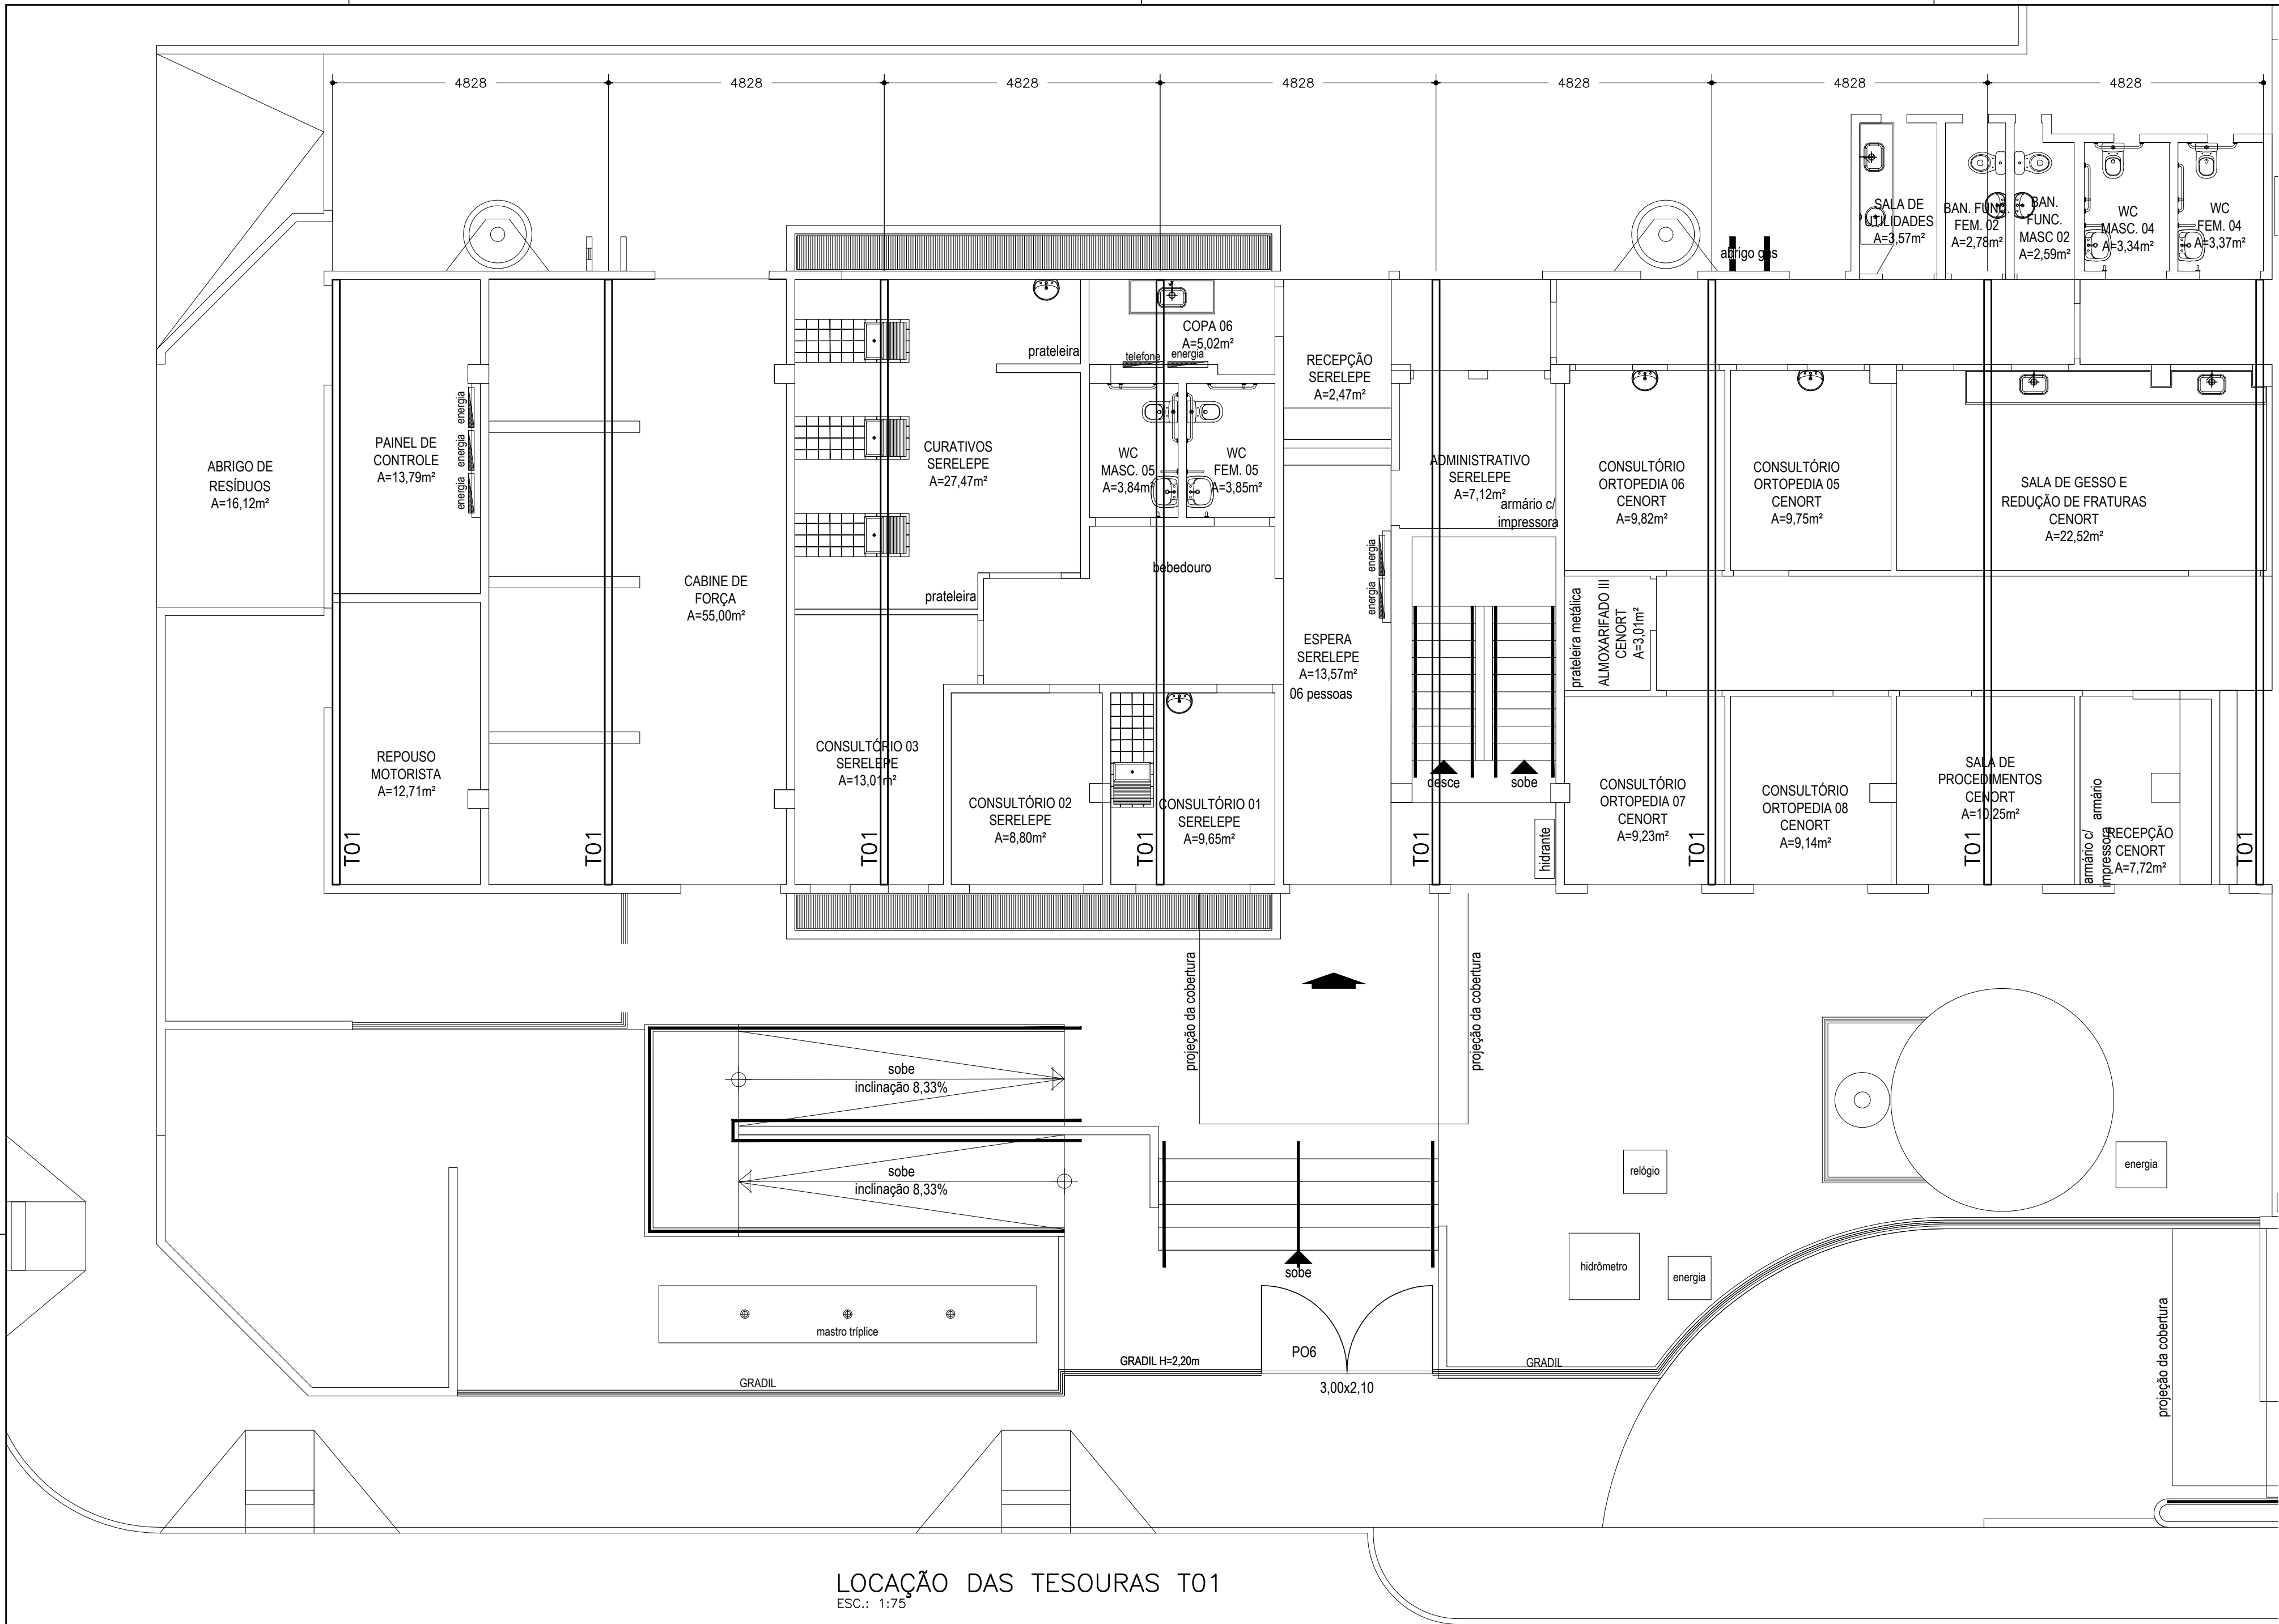 4828
4828
4828
4828
4828
4828
4828
SALA DE
UTILIDADES
A=3,57m²
BAN. FUNC.
FEM. 02
A=2,78m²
BAN.
FUNC.
MASC 02
A=2,59m²
WC
MASC. 04
A=3,34m²
WC
FEM. 04
A=3,37m²
abrigo gás
ABRIGO DE
RESÍDUOS
A=16,12m²
PAINEL DE
CONTROLE
A=13,79m²
energia
energia
energia
CABINE DE
FORÇA
A=55,00m²
prateleira
CURATIVOS
SERELEPE
A=27,47m²
prateleira
COPA 06
A=5,02m²
telefone
energia
WC
MASC. 05
A=3,84m²
WC
FEM. 05
A=3,85m²
bebedouro
RECEPÇÃO
SERELEPE
A=2,47m²
energia
energia
ADMINISTRATIVO
SERELEPE
A=7,12m²
armário c/
impressora
CONSULTÓRIO
ORTOPEDIA 06
CENORT
A=9,82m²
CONSULTÓRIO
ORTOPEDIA 05
CENORT
A=9,75m²
SALA DE GESSO E
REDUÇÃO DE FRATURAS
CENORT
A=22,52m²
prateleira metálica
ALMOXARIFADO III
CENORT
A=3,01m²
ESPERA
SERELEPE
A=13,57m²
06 pessoas
REPOUSO
MOTORISTA
A=12,71m²
CONSULTÓRIO 03
SERELEPE
A=13,01m²
CONSULTÓRIO 02
SERELEPE
A=8,80m²
CONSULTÓRIO 01
SERELEPE
A=9,65m²
desce
sobe
hidrante
CONSULTÓRIO
ORTOPEDIA 07
CENORT
A=9,23m²
CONSULTÓRIO
ORTOPEDIA 08
CENORT
A=9,14m²
SALA DE
PROCEDIMENTOS
CENORT
A=10,25m²
armário c/
impressora
armário
RECEPÇÃO
CENORT
A=7,72m²
T01
T01
T01
T01
T01
T01
T01
T01
projeção da cobertura
projeção da cobertura
sobe
inclinação 8,33%
sobe
inclinação 8,33%
relógio
energia
hidrômetro
energia
sobe
mastro tríplice
PO6
GRADIL H=2,20m
GRADIL
GRADIL
3,00x2,10
projeção da cobertura
LOCAÇÃO DAS TESOURAS T01
ESC.: 1:75